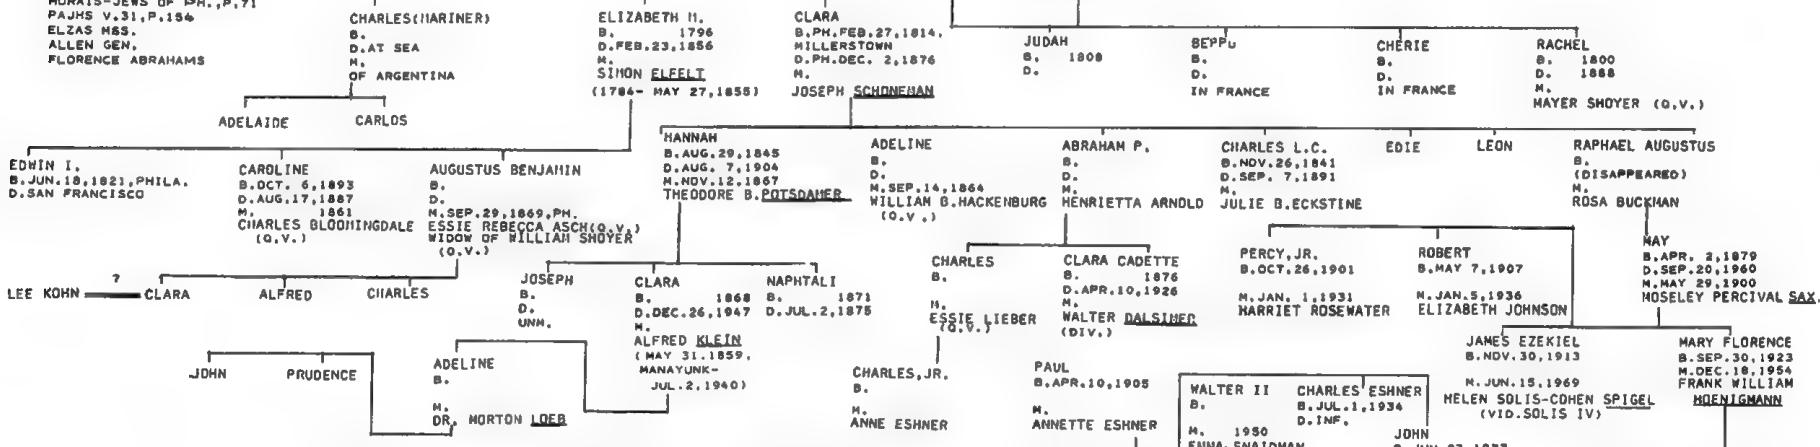 MORAIS-JEWS OF PH.,P.71
PAJHS V.31,P.154
ELZAS MSS.
ALLEN GEN.
FLORENCE ABRAHAMS
CHARLES(MARINER)
B.
D.AT SEA
M.
OF ARGENTINA
ELIZABETH M.
B. 1796
D.FEB.23,1856
M.
SIMON ELFELT
(1784- MAY 27,1855)
CLARA
B.PH.FEB.27,1814,
MILLERSTOWN
D.PH.DEC. 2,1876
M.
JOSEPH SCHONEMAN
JUDAH
B. 1808
D.
BEPPO
B.
D.
IN FRANCE
CHERIE
B.
D.
IN FRANCE
RACHEL
B. 1800
D. 1888
M.
MAYER SHOYER (Q.V.)
ADELAIDE
CARLOS
EDWIN I.
B.JUN.18,1821,PHILA.
D.SAN FRANCISCO
CAROLINE
B.OCT. 6,1893
D.AUG.17,1887
M. 1861
CHARLES BLOOMINGDALE
(Q.V.)
AUGUSTUS BENJAMIN
B.
D.
M.SEP.29,1869,PH.
ESSIE REBECCA ASCH(Q.V.)
WIDOW OF WILLIAM SHOYER
(Q.V.)
HANNAH
B.AUG.29,1845
D.AUG. 7,1904
M.NOV.12,1867
THEODORE B.POTSDAMER
ADELINE
B.
D.
M.SEP.14,1864
WILLIAM B.HACKENBURG
(Q.V.)
ABRAHAM P.
B.
D.
M.
HENRIETTA ARNOLD
CHARLES L.C.
B.NOV.26,1841
D.SEP. 7,1891
M.
JULIE B.ECKSTINE
EDIE
LEON
RAPHAEL AUGUSTUS
B.
(DISAPPEARED)
M.
ROSA BUCKMAN
LEE KOHN
?
CLARA
ALFRED
CHARLES
JOSEPH
B.
D.
UNM.
CLARA
B. 1868
D.DEC.26,1947
M.
ALFRED KLEIN
(MAY 31.1859,
MANAYUNK-
JUL.2,1940)
NAPHTALI
B. 1871
D.JUL.2,1875
CHARLES
B.
M.
ESSIE LIEBER
(Q.V.)
CLARA CADETTE
B. 1876
D.APR.10,1926
M.
WALTER DALSIMER
(DIV.)
PERCY,JR.
B.OCT.26,1901
M.JAN. 1,1931
HARRIET ROSEWATER
ROBERT
B.MAY 7,1907
M.JAN.5,1936
ELIZABETH JOHNSON
MAY
B.APR. 2,1879
D.SEP.20,1960
M.MAY 29,1900
MOSELEY PERCIVAL SAX,
JOHN
PRUDENCE
ADELINE
B.
M.
DR. MORTON LOEB
CHARLES,JR.
B.
M.
ANNE ESHNER
PAUL
B.APR.10,1905
M.
ANNETTE ESHNER
WALTER II
B.
M. 1950
EMMA SNAIDMAN
CHARLES ESHNER
B.JUL.1,1934
D.INF.
JOHN
JAMES EZEKIEL
B.NOV.30,1913
M.JUN.15,1969
HELEN SOLIS-COHEN SPIGEL
(VID.SOLIS IV)
MARY FLORENCE
B.SEP.30,1923
M.DEC.18,1954
FRANK WILLIAM
HOENIGMANN